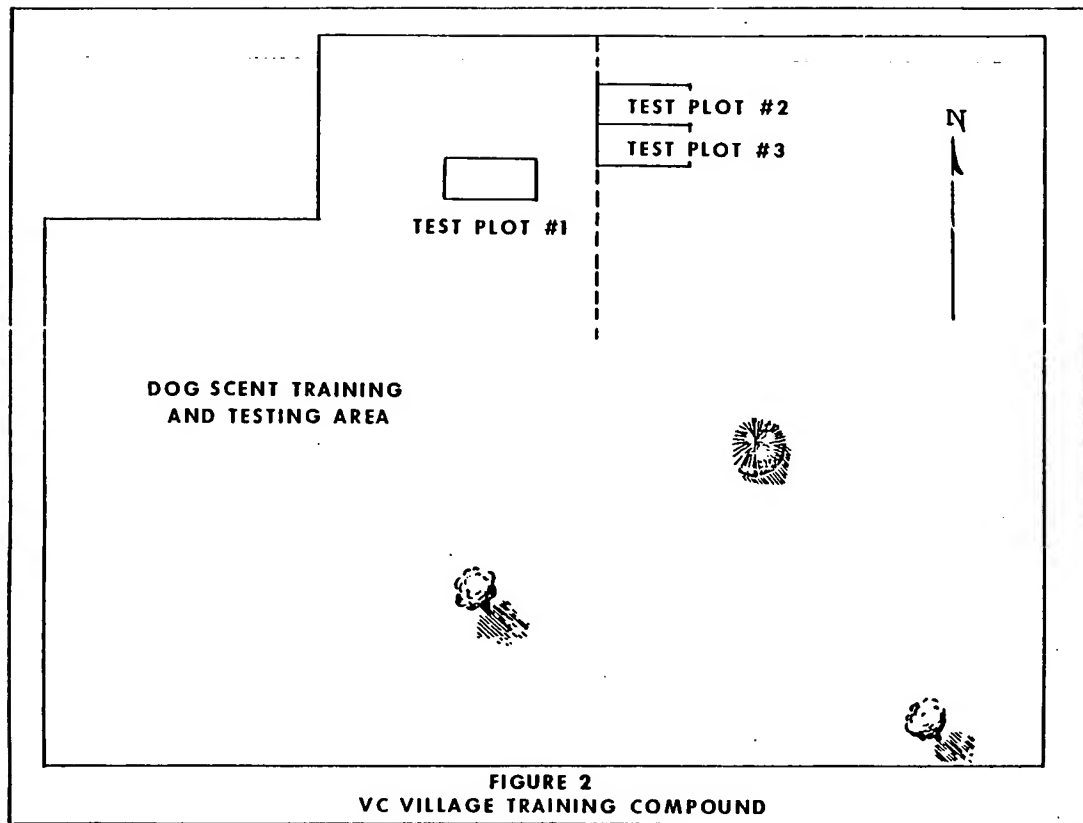 TEST PLOT #2
N
TEST PLOT #3
TEST PLOT #1
DOG SCENT TRAINING
AND TESTING AREA
FIGURE 2
VC VILLAGE TRAINING COMPOUND